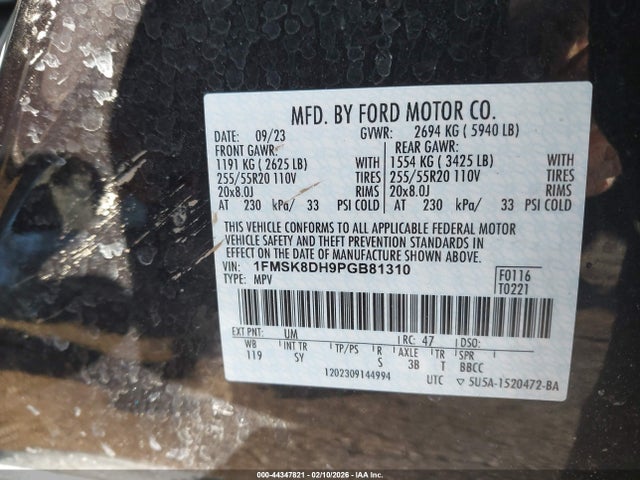 MFD. BY FORD MOTOR CO.
DATE: 09/23 GVWR: 2694 KG ( 5940 LB)
FRONT GAWR: REAR GAWR:
1191 KG ( 2625 LB) WITH 1554 KG ( 3425 LB) WITH
255/55R20 110V TIRES 255/55R20 110V TIRES
20x8.0J RIMS 20x8.0J RIMS
AT 230 kPa/ 33 PSI COLD AT 230 kPa/ 33 PSI COLD
THIS VEHICLE CONFORMS TO ALL APPLICABLE FEDERAL MOTOR
VEHICLE SAFETY AND THEFT PREVENTION STANDARDS IN
EFFECT ON THE DATE OF MANUFACTURE SHOWN ABOVE.
VIN: 1FMSK8DH9PGB81310 F0116
TYPE: MPV T0221
EXT PNT: UM RC: 47 DSO:
WB INT TR TP/PS R AXLE TR SPR
119 SY S 3B T BBCC
1202309144994 UTC ▽ 5U5A-1520472-BA
000-44347821 - 02/10/2026 - IAA Inc.